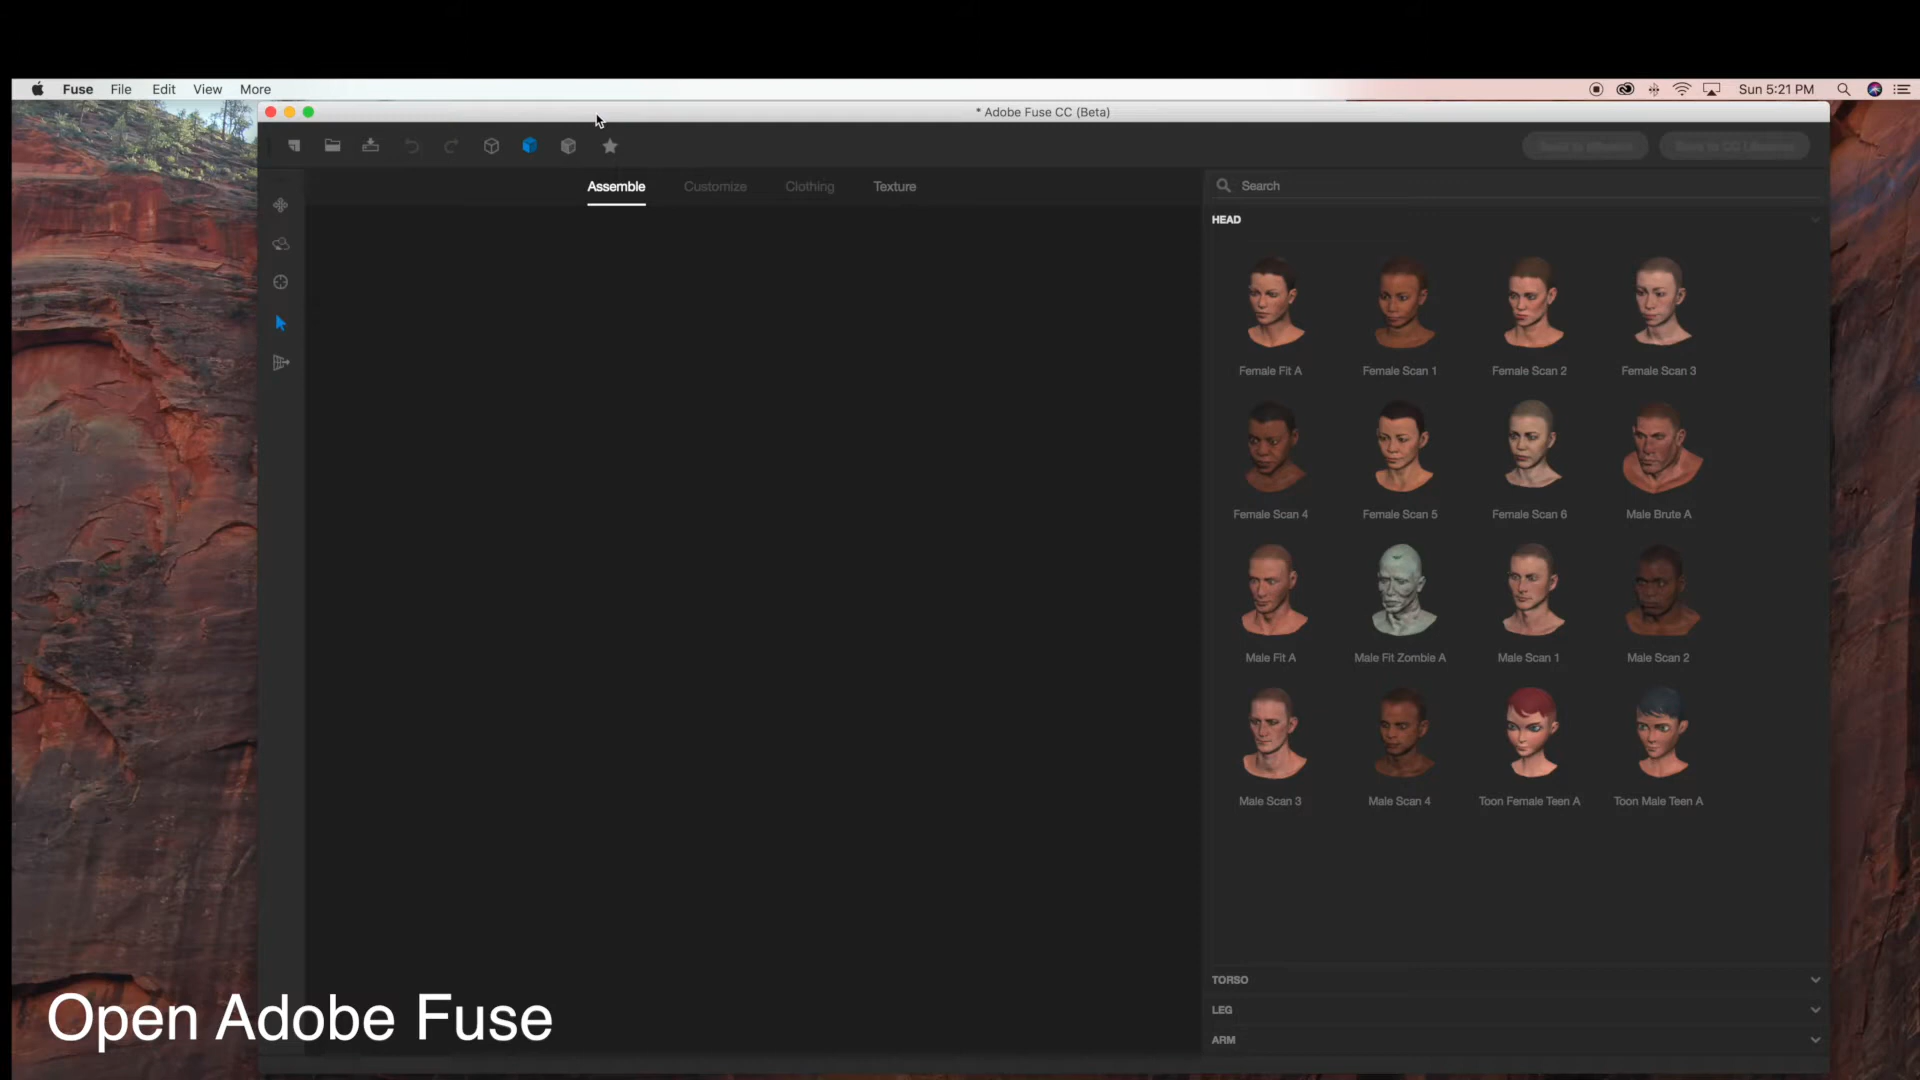 Fuse File Edit View More
Sun 5:21 PM
* Adobe Fuse CC (Beta)
Assemble Customize Clothing Texture
Search
HEAD
Female Fit A Female Scan 1 Female Scan 2 Female Scan 3
Female Scan 4 Female Scan 5 Female Scan 6 Male Brute A
Male Fit A Male Fit Zombie A Male Scan 1 Male Scan 2
Male Scan 3 Male Scan 4 Toon Female Teen A Toon Male Teen A
TORSO
LEG
ARM
Open Adobe Fuse